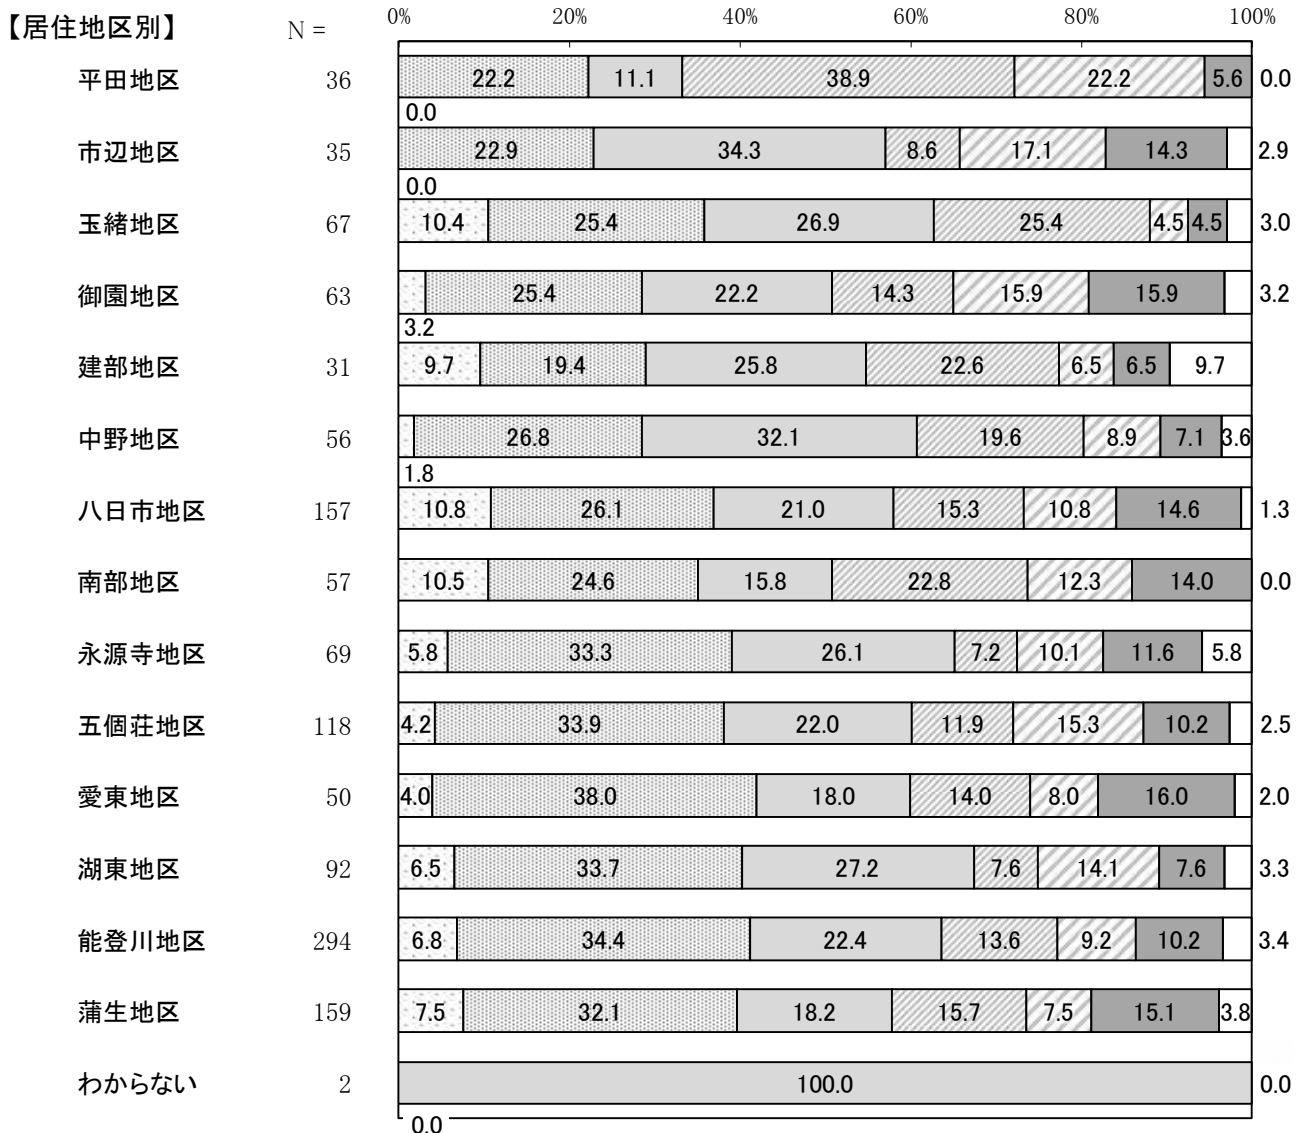 【居住地区別】 N = 0% 20% 40% 60% 80% 100%
平田地区 36 22.2 11.1 38.9 22.2 5.6 0.0
0.0
市辺地区 35 22.9 34.3 8.6 17.1 14.3 2.9
0.0
玉緒地区 67 10.4 25.4 26.9 25.4 4.5 4.5 3.0
御園地区 63 25.4 22.2 14.3 15.9 15.9 3.2
3.2
建部地区 31 9.7 19.4 25.8 22.6 6.5 6.5 9.7
中野地区 56 26.8 32.1 19.6 8.9 7.1 3.6
1.8
八日市地区 157 10.8 26.1 21.0 15.3 10.8 14.6 1.3
南部地区 57 10.5 24.6 15.8 22.8 12.3 14.0 0.0
永源寺地区 69 5.8 33.3 26.1 7.2 10.1 11.6 5.8
五個荘地区 118 4.2 33.9 22.0 11.9 15.3 10.2 2.5
愛東地区 50 4.0 38.0 18.0 14.0 8.0 16.0 2.0
湖東地区 92 6.5 33.7 27.2 7.6 14.1 7.6 3.3
能登川地区 294 6.8 34.4 22.4 13.6 9.2 10.2 3.4
蒲生地区 159 7.5 32.1 18.2 15.7 7.5 15.1 3.8
わからない 2 100.0 0.0
0.0